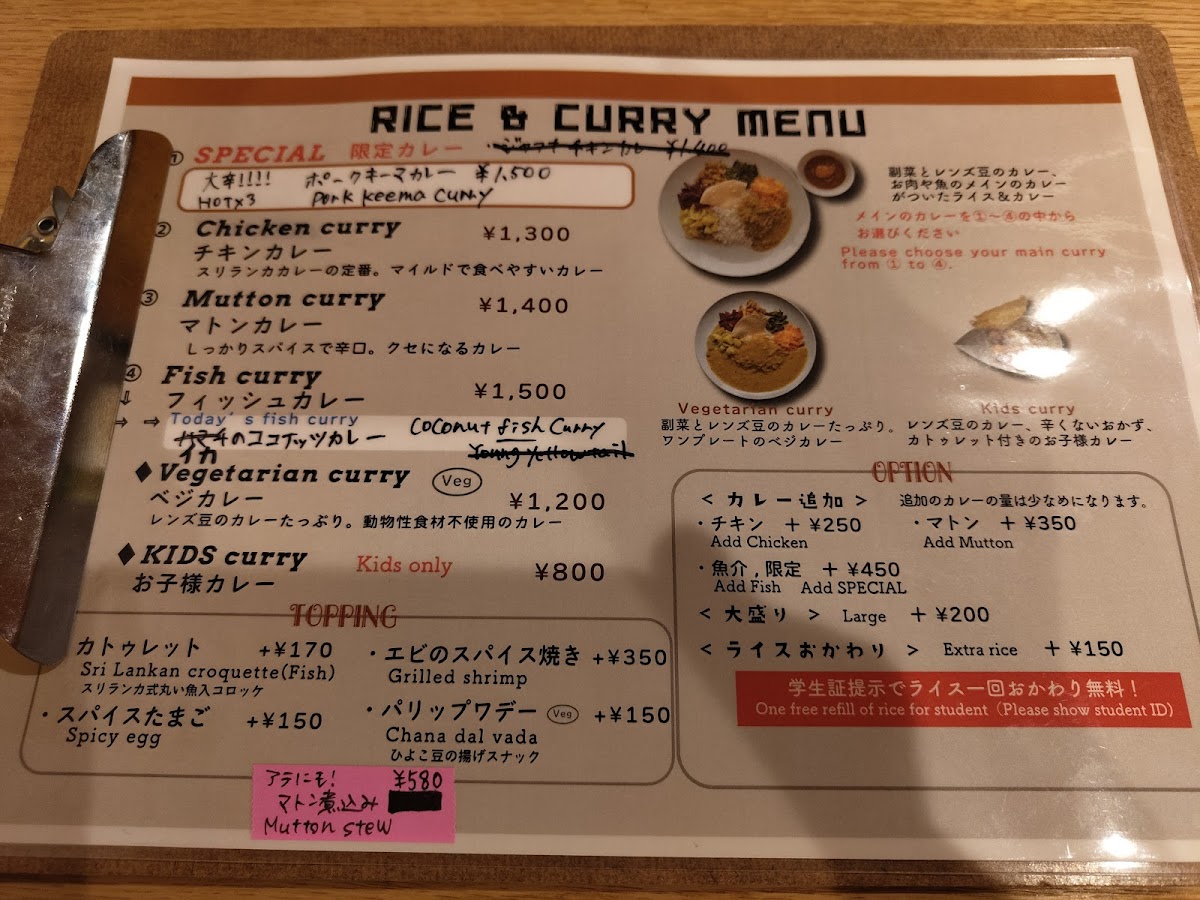 RICE & CURRY MENU
① SPECIAL 限定カレー
チキンカレー ¥1,400
大辛!!!! ポークキーマカレー ¥1,500
HOT×3 Pork Keema Curry
② Chicken curry ¥1,300
チキンカレー
スリランカカレーの定番。マイルドで食べやすいカレー
③ Mutton curry ¥1,400
マトンカレー
しっかりスパイスで辛口。クセになるカレー
④ Fish curry ¥1,500
⇩ フィッシュカレー
→ → Today's fish curry
ハマチのココナッツカレー Coconut fish Curry
イカ Young Yellowtail
◆Vegetarian curry Veg ¥1,200
ベジカレー
レンズ豆のカレーたっぷり。動物性食材不使用のカレー
◆KIDS curry Kids only ¥800
お子様カレー
副菜とレンズ豆のカレー、
お肉や魚のメインのカレー
がついたライス&カレー
メインのカレーを①~④の中から
お選びください
Please choose your main curry
from ① to ④.
Vegetarian curry
副菜とレンズ豆のカレーたっぷり。
ワンプレートのベジカレー
Kids curry
レンズ豆のカレー、辛くないおかず、
カトゥレット付きのお子様カレー
TOPPING
カトゥレット +¥170
Sri Lankan croquette(Fish)
スリランカ式丸い魚入コロッケ
・スパイスたまご +¥150
Spicy egg
・エビのスパイス焼き +¥350
Grilled shrimp
・パリップワデー Veg +¥150
Chana dal vada
ひよこ豆の揚げスナック
OPTION
< カレー追加 > 追加のカレーの量は少なめになります。
・チキン +¥250 ・マトン +¥350
Add Chicken Add Mutton
・魚介,限定 +¥450
Add Fish Add SPECIAL
< 大盛り > Large +¥200
< ライスおかわり > Extra rice +¥150
学生証提示でライス一回おかわり無料!
One free refill of rice for student (Please show student ID)
アテにも! ¥580
マトン煮込み
Mutton stew